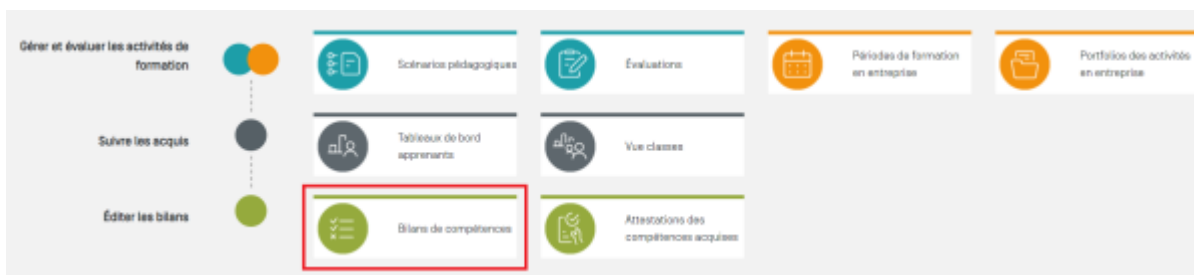 Gérer et évaluer les activités de
formation
Scénarios pédagogiques
Évaluations
Périodes de formation
en entreprise
Portfolios des activités
en entreprise
Suivre les acquis
Tableaux de bord
apprenants
Vue classes
Éditer les bilans
Bilans de compétences
Attestations des
compétences acquises